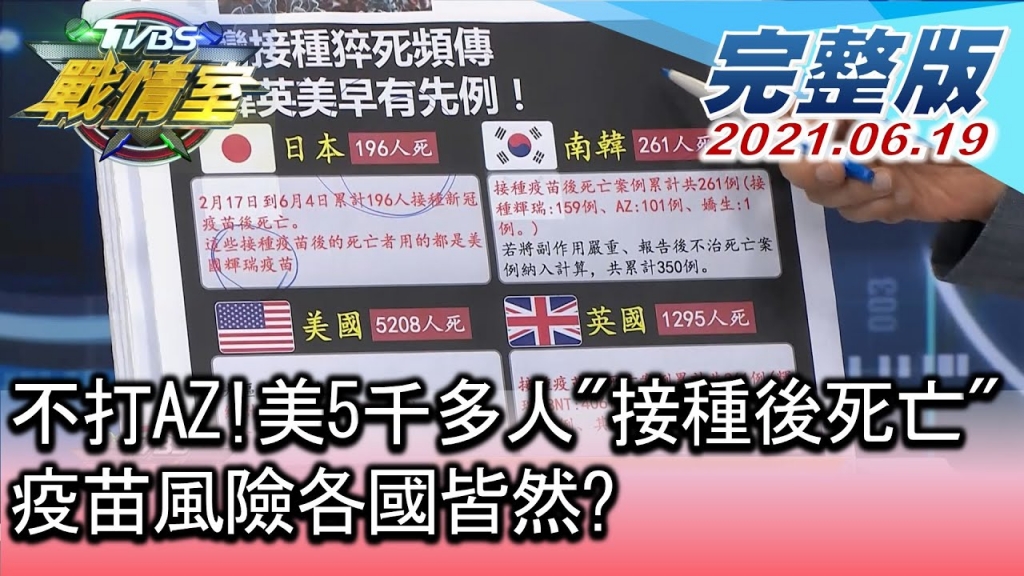 TVBS
戰情室
完整版
2021.06.19
接種猝死頻傳
英美早有先例！
日本 196人死
2月17日到6月4日累計196人接種新冠
疫苗後死亡。
這些接種疫苗後的死亡者用的都是美
國輝瑞疫苗
南韓 261人死
接種疫苗後死亡案例累計共261例(接
種輝瑞:159例、AZ:101例、嬌生:1
例。)
若將副作用嚴重、報告後不治死亡案
例納入計算，共累計350例。
美國 5208人死
英國 1295人死
003
不打AZ!美5千多人"接種後死亡"
疫苗風險各國皆然?